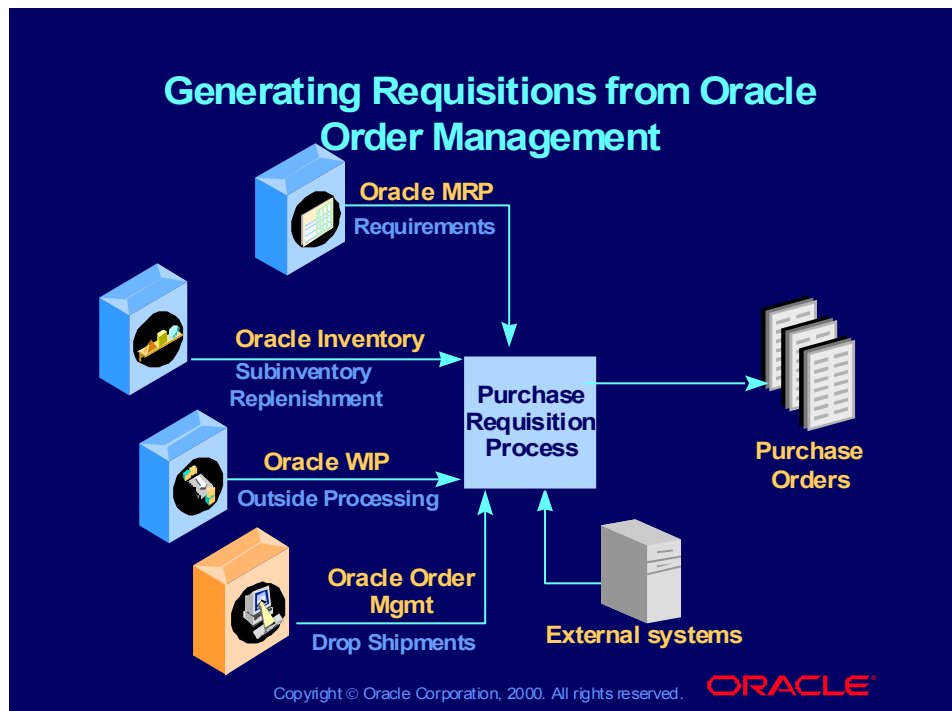 Generating Requisitions from Oracle
Order Management
Oracle MRP
Requirements
Oracle Inventory
Subinventory
Replenishment
Purchase
Requisition
Process
Purchase
Orders
Oracle WIP
Outside Processing
Oracle Order
Mgmt
Drop Shipments
External systems
Copyright © Oracle Corporation, 2000. All rights reserved.
ORACLE®